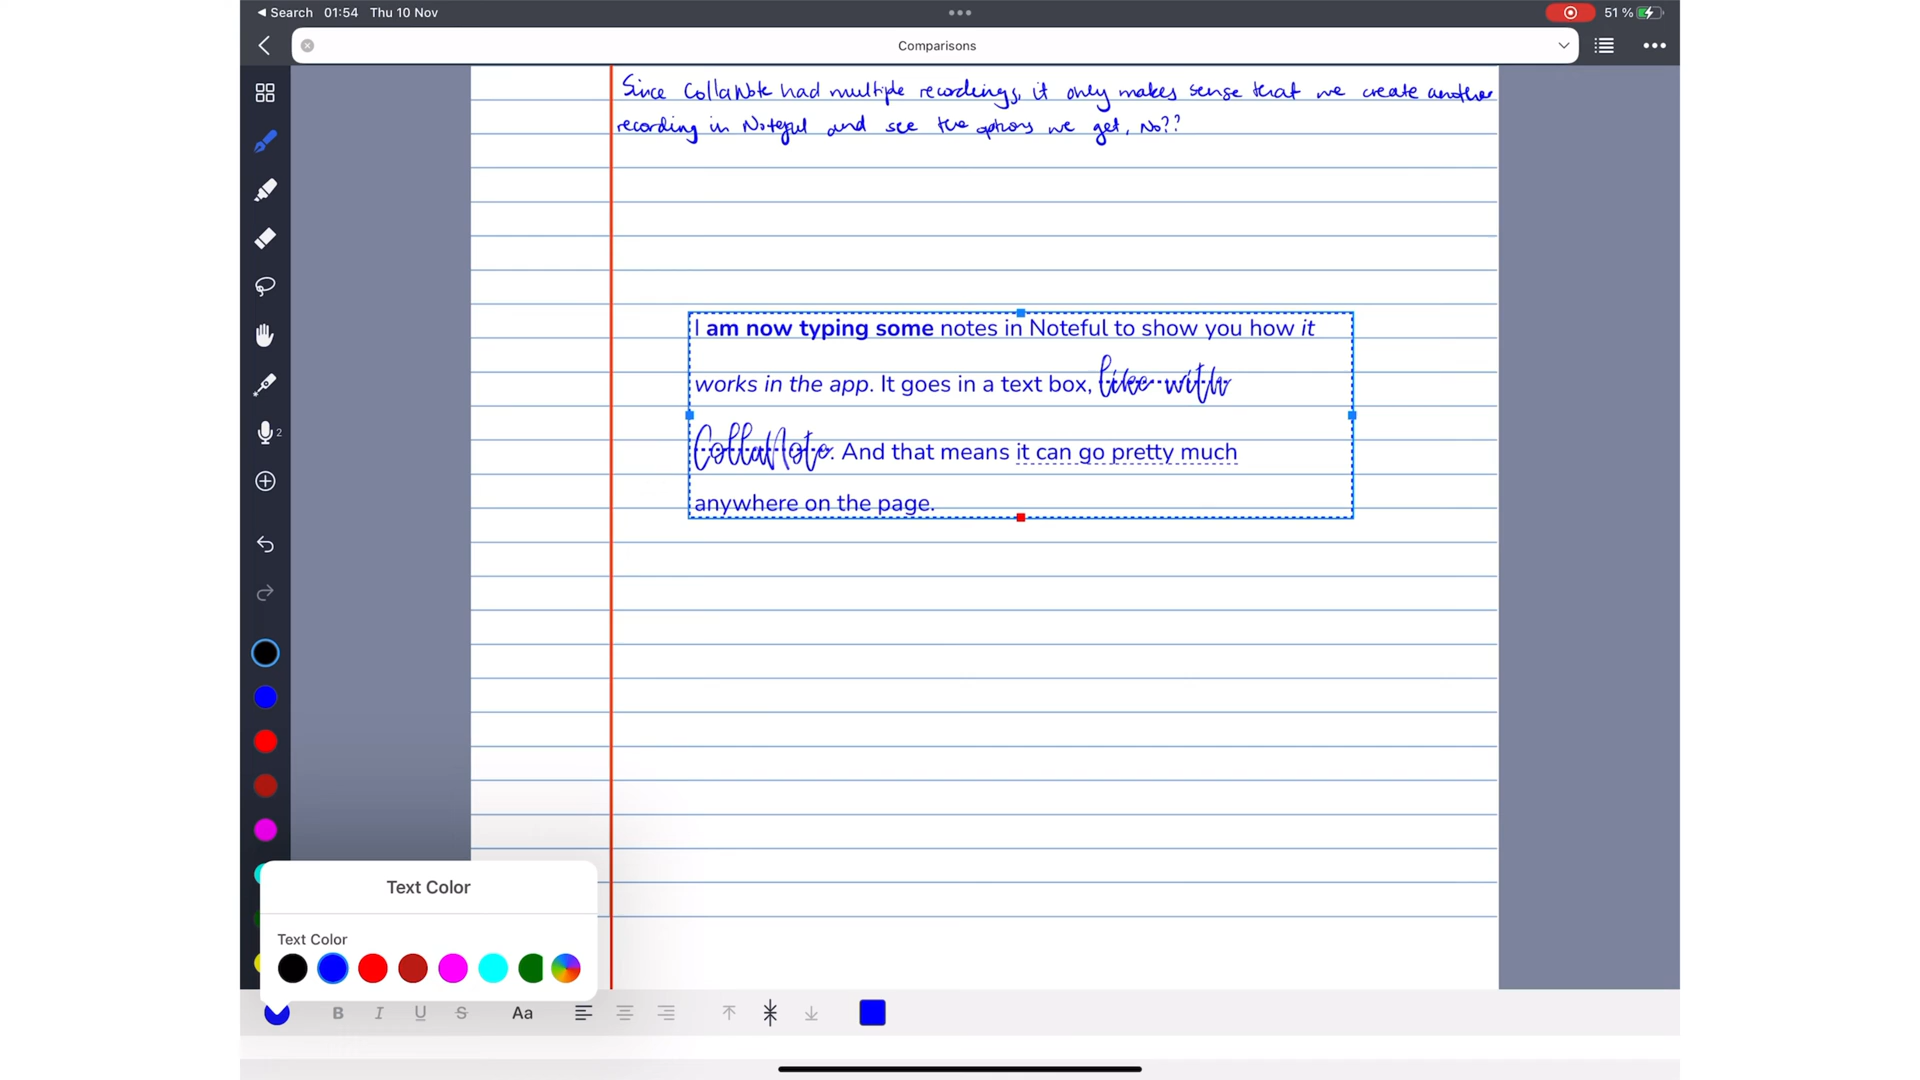 Search 01:54 Thu 10 Nov 51 %
Comparisons
Since CollaNote had multiple recordings, it only makes sense that we create another
recording in Noteful and see the options we get, No??
I am now typing some notes in Noteful to show you how it
works in the app. It goes in a text box, like with
CollaNote. And that means it can go pretty much
anywhere on the page.
2
Text Color
Text Color
B I U S Aa